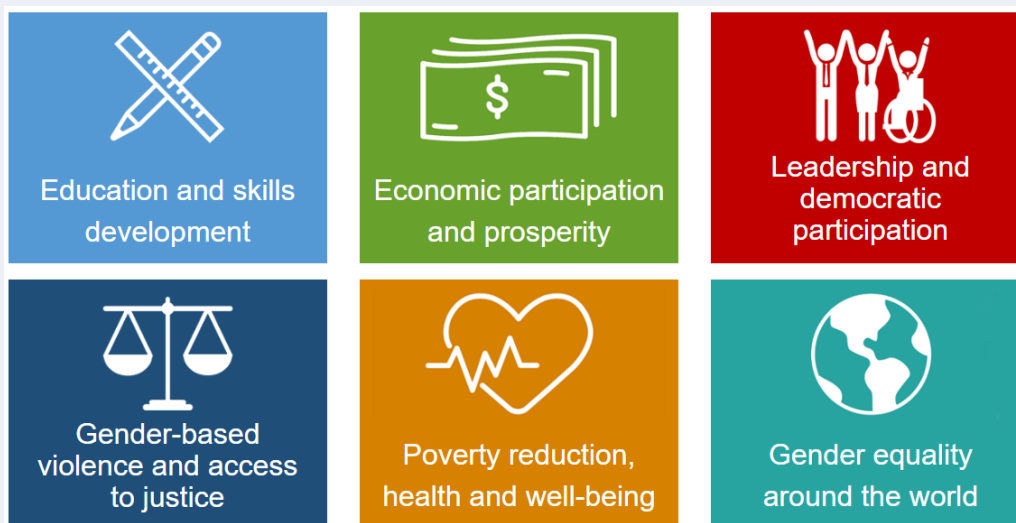 Education and skills
development
$
Economic participation
and prosperity
Leadership and
democratic
participation
Gender-based
violence and access
to justice
Poverty reduction,
health and well-being
Gender equality
around the world